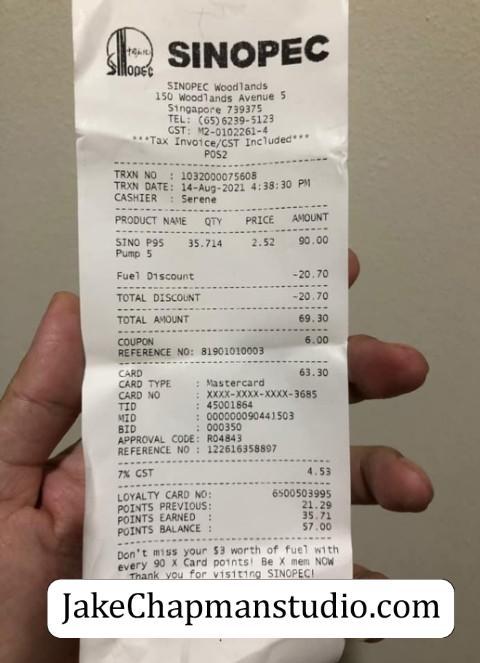 SINOPEC
SINOPEC
SINOPEC Woodlands
150 Woodlands Avenue 5
Singapore 739375
TEL: (65)6239-5123
GST: M2-0102261-4
***Tax Invoice/GST Included***
POS2
TRXN NO : 1032000075608
TRXN DATE: 14-Aug-2021 4:38:30 PM
CASHIER : Serene
PRODUCT NAME QTY PRICE AMOUNT
SINO P95 35.714 2.52 90.00
Pump 5
Fuel Discount -20.70
TOTAL DISCOUNT -20.70
TOTAL AMOUNT 69.30
COUPON 6.00
REFERENCE NO: 81901010003
CARD 63.30
CARD TYPE : Mastercard
CARD NO : XXXX-XXXX-XXXX-3685
TID : 45001864
MID : 000000090441503
BID : 000350
APPROVAL CODE: R04843
REFERENCE NO : 122616358897
7% GST 4.53
LOYALTY CARD NO: 6500503995
POINTS PREVIOUS: 21.29
POINTS EARNED : 35.71
POINTS BALANCE : 57.00
Don't miss your $3 worth of fuel with
every 90 X Card points! Be X mem NOW
Thank you for visiting SINOPEC!
JakeChapmanstudio.com